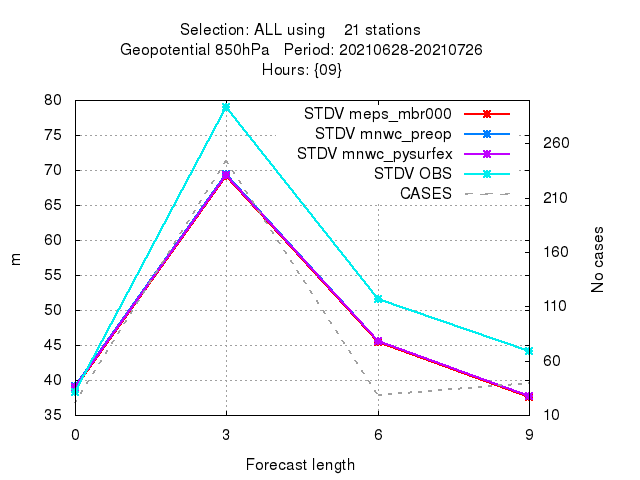 Selection: ALL using    21 stations
Geopotential 850hPa   Period: 20210628-20210726
Hours: {09}
STDV meps_mbr000
STDV mnwc_preop
STDV mnwc_pysurfex
STDV OBS
CASES
80
75
70
65
60
55
50
45
40
35
m
260
210
160
110
60
10
No cases
0 3 6 9
Forecast length